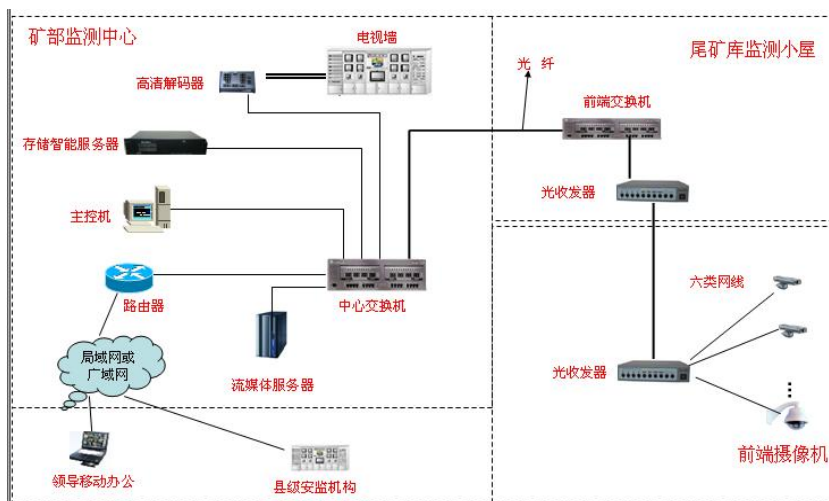 矿部监测中心
电视墙
高清解码器
存储智能服务器
主控机
路由器
中心交换机
局域网或
广域网
流媒体服务器
领导移动办公
县级安监机构
尾矿库监测小屋
光 纤
前端交换机
光收发器
六类网线
光收发器
前端摄像机